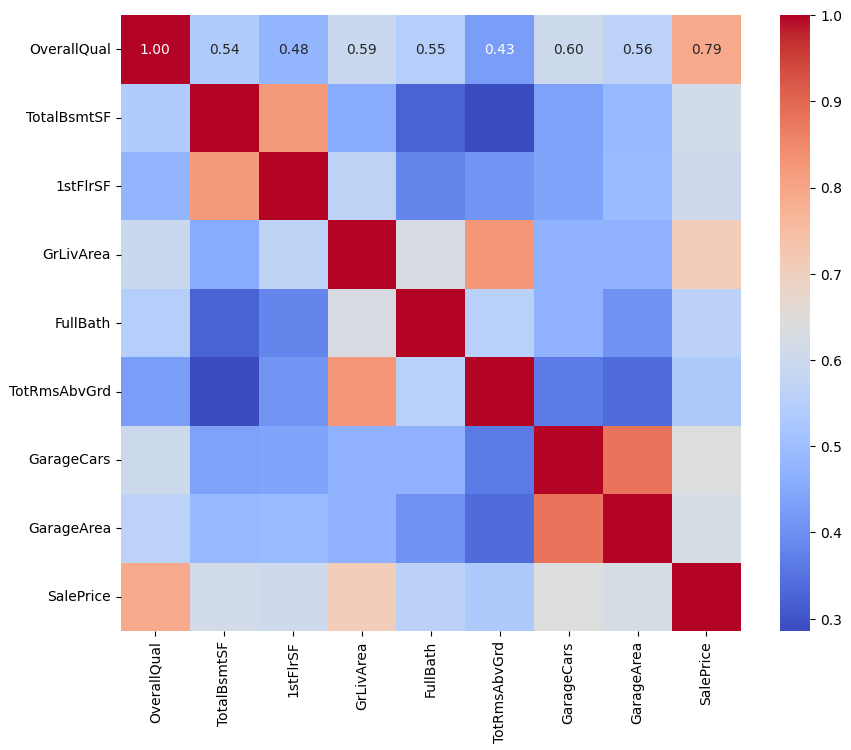 OverallQual 1.00 0.54 0.48 0.59 0.55 0.43 0.60 0.56 0.79
TotalBsmtSF
1stFlrSF
GrLivArea
FullBath
TotRmsAbvGrd
GarageCars
GarageArea
SalePrice
OverallQual
TotalBsmtSF
1stFlrSF
GrLivArea
FullBath
TotRmsAbvGrd
GarageCars
GarageArea
SalePrice
1.0
0.9
0.8
0.7
0.6
0.5
0.4
0.3